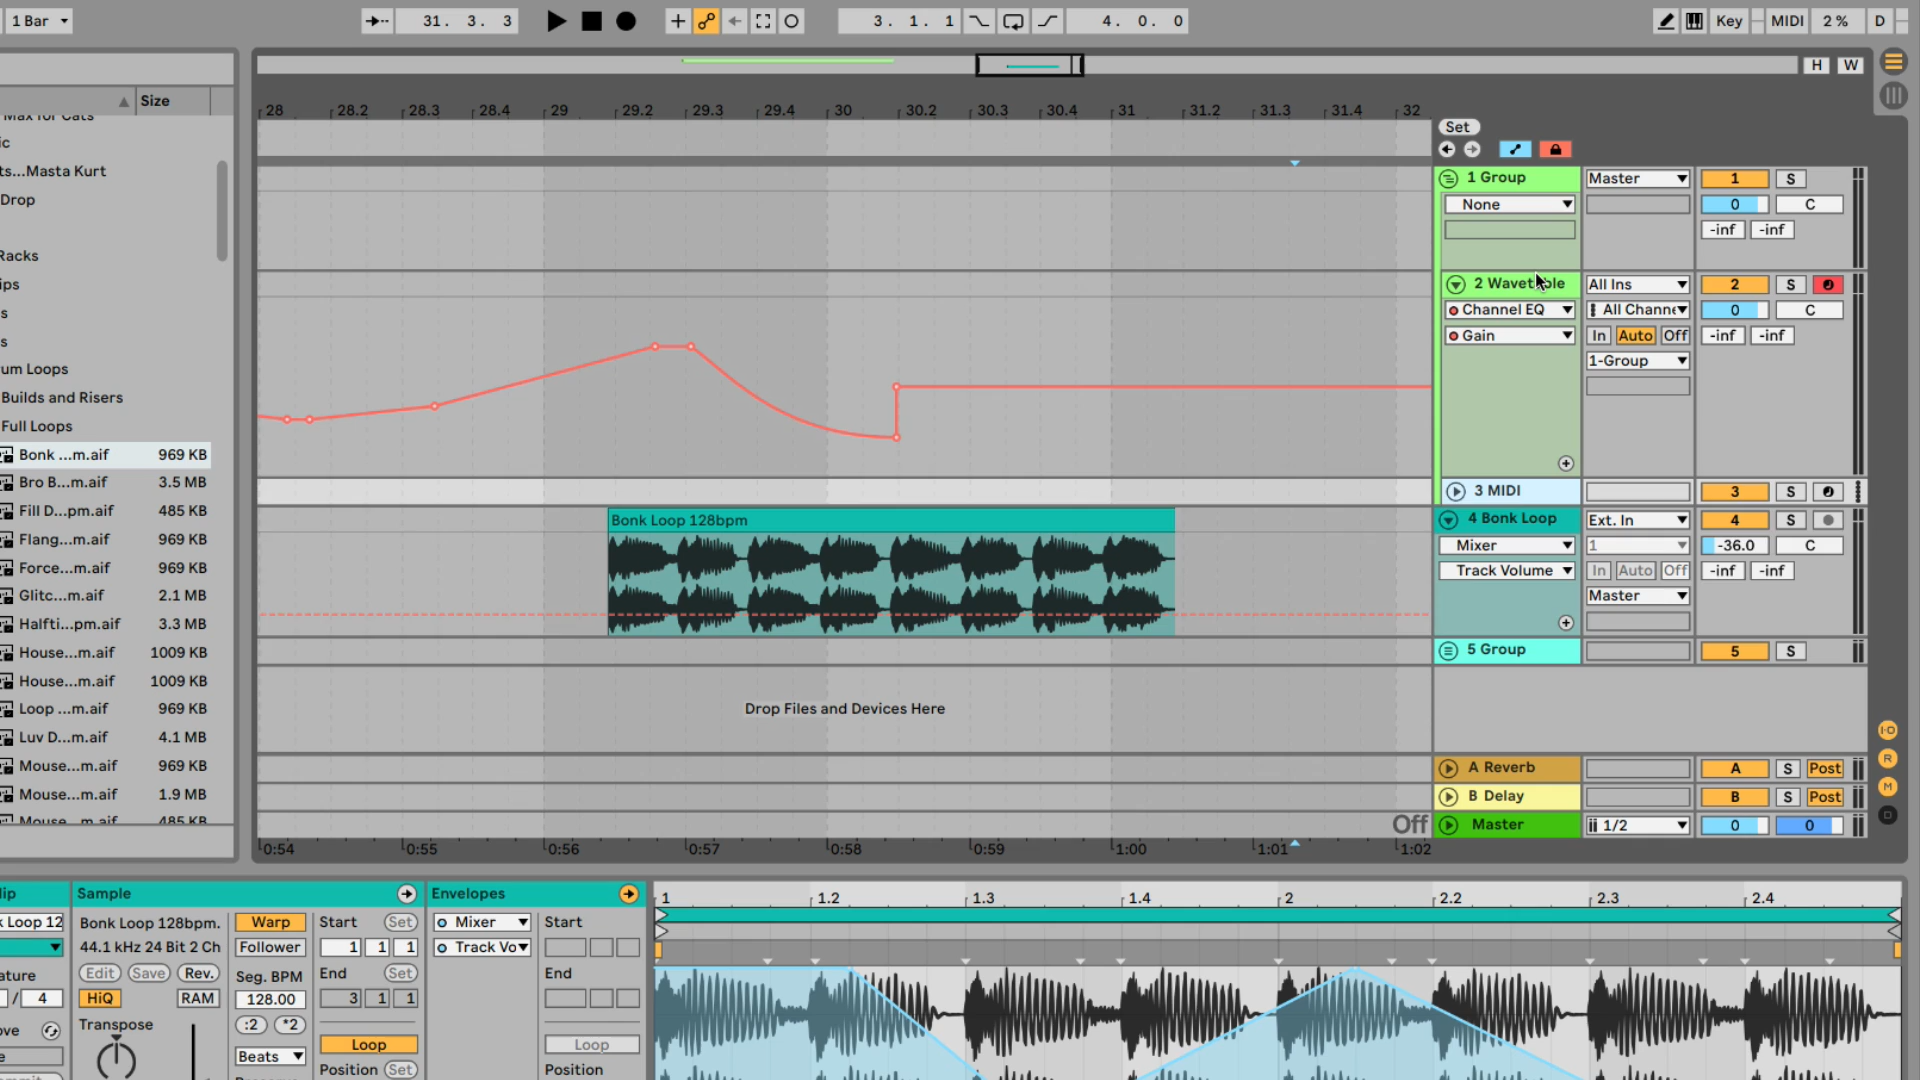 1 Bar
31. 3. 3
3. 1. 1
4. 0. 0
Key
MIDI
2 %
D
H
W
Size
Max for Cats
ic
ts...Masta Kurt
Drop
Racks
ips
s
s
um Loops
Builds and Risers
Full Loops
Bonk ...m.aif 969 KB
Bro B...m.aif 3.5 MB
Fill D...pm.aif 485 KB
Flang...m.aif 969 KB
Force...m.aif 969 KB
Glitc...m.aif 2.1 MB
Halfti...pm.aif 3.3 MB
House...m.aif 1009 KB
House...m.aif 1009 KB
Loop ...m.aif 969 KB
Luv D...m.aif 4.1 MB
Mouse...m.aif 969 KB
Mouse...m.aif 1.9 MB
Mouse...m.aif 485 KB
28 28.2 28.3 28.4 29 29.2 29.3 29.4 30 30.2 30.3 30.4 31 31.2 31.3 31.4 32
Set
1 Group Master 1 S
None 0 C
-inf -inf
2 Wavetable All Ins 2 S
Channel EQ All Channe 0 C
Gain In Auto Off -inf -inf
1-Group
3 MIDI 3 S
Bonk Loop 128bpm
4 Bonk Loop Ext. In 4 S
Mixer 1 -36.0 C
Track Volume In Auto Off -inf -inf
Master
5 Group 5 S
Drop Files and Devices Here
A Reverb A S Post
B Delay B S Post
Off
Master 1/2 0 0
0:54 0:55 0:56 0:57 0:58 0:59 1:00 1:01 1:02
I·O
R
M
D
lip
k Loop 12
ature
/ 4
ove
e
Sample
Bonk Loop 128bpm.
44.1 kHz 24 Bit 2 Ch
Edit Save Rev.
HiQ RAM
Transpose
Warp
Follower
Seg. BPM
128.00
:2 *2
Beats
Start Set
1 1 1
End Set
3 1 1
Loop
Position Set
Envelopes
Mixer
Track Vo
Start
End
Loop
Position
1 1.2 1.3 1.4 2 2.2 2.3 2.4